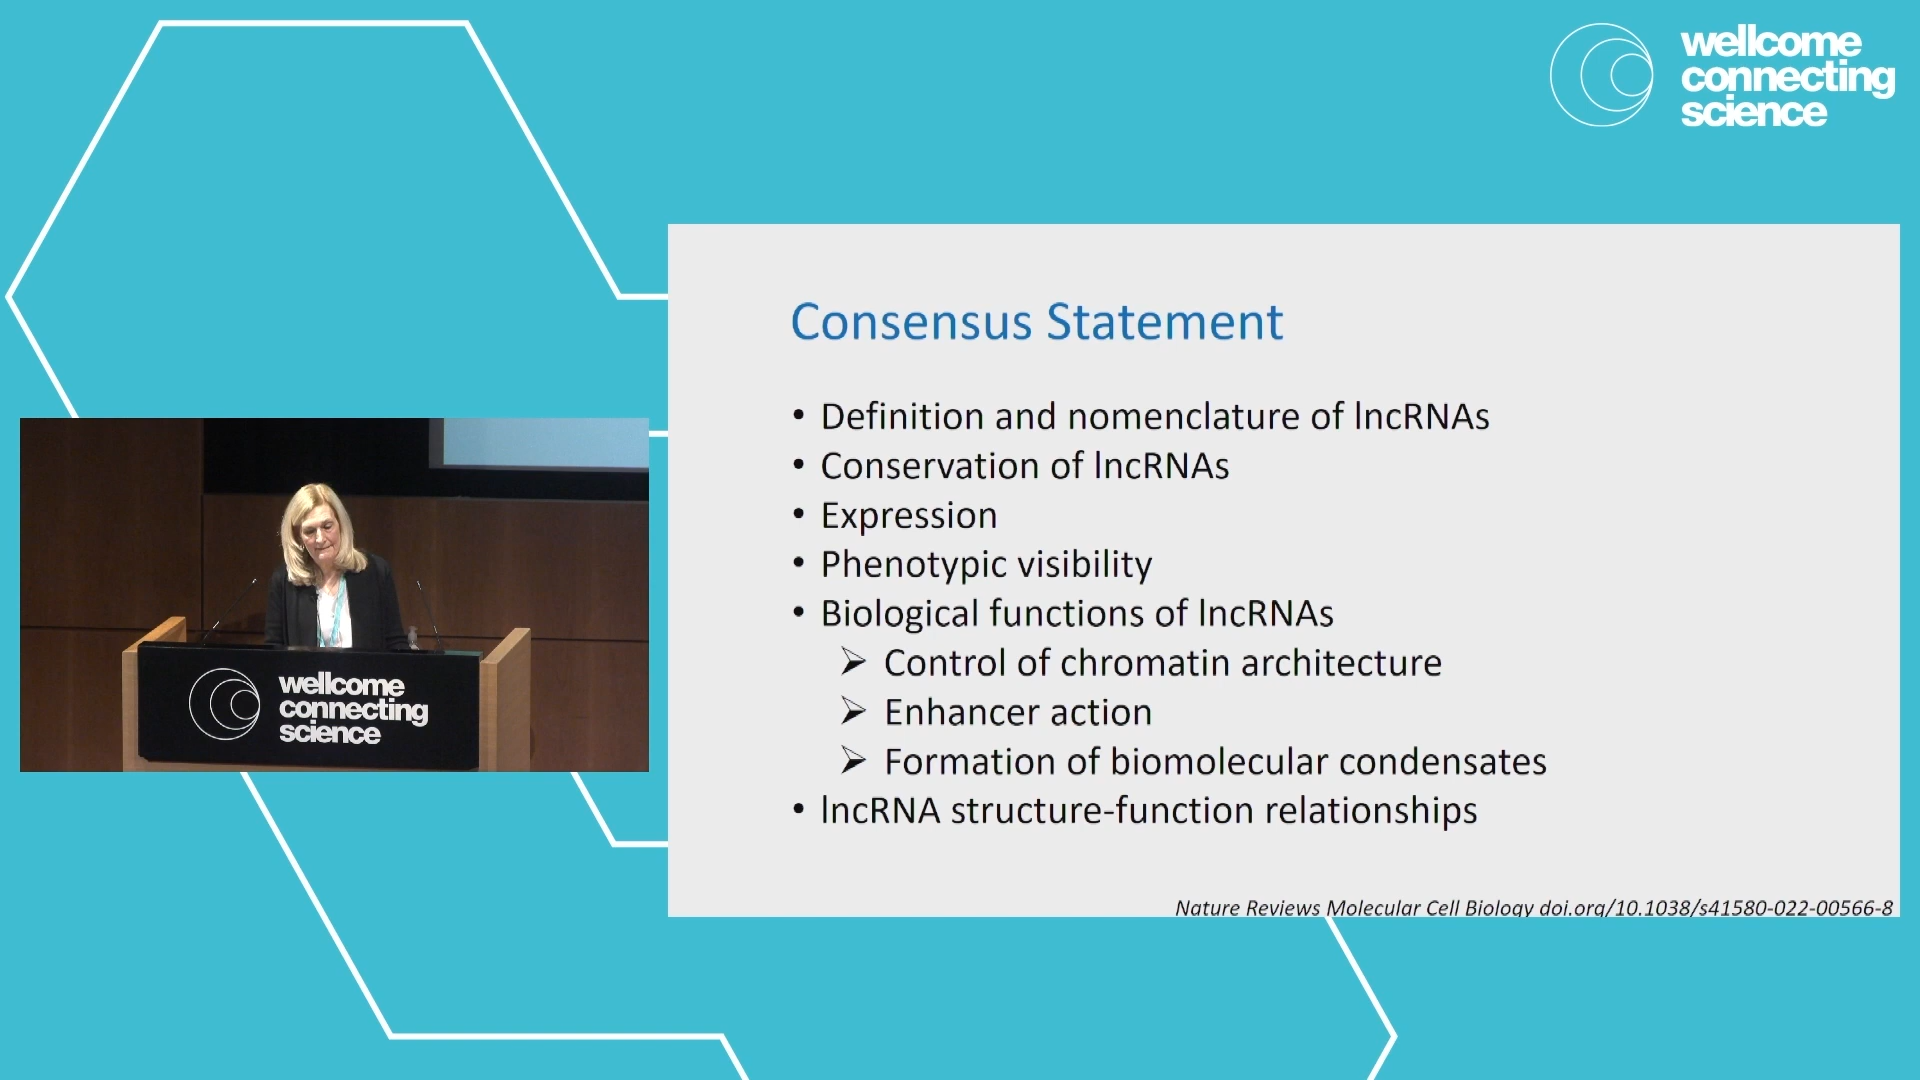 wellcome
connecting
science
Consensus Statement
• Definition and nomenclature of lncRNAs
• Conservation of lncRNAs
• Expression
• Phenotypic visibility
• Biological functions of lncRNAs
➢ Control of chromatin architecture
➢ Enhancer action
➢ Formation of biomolecular condensates
• lncRNA structure-function relationships
Nature Reviews Molecular Cell Biology doi.org/10.1038/s41580-022-00566-8
wellcome
connecting
science